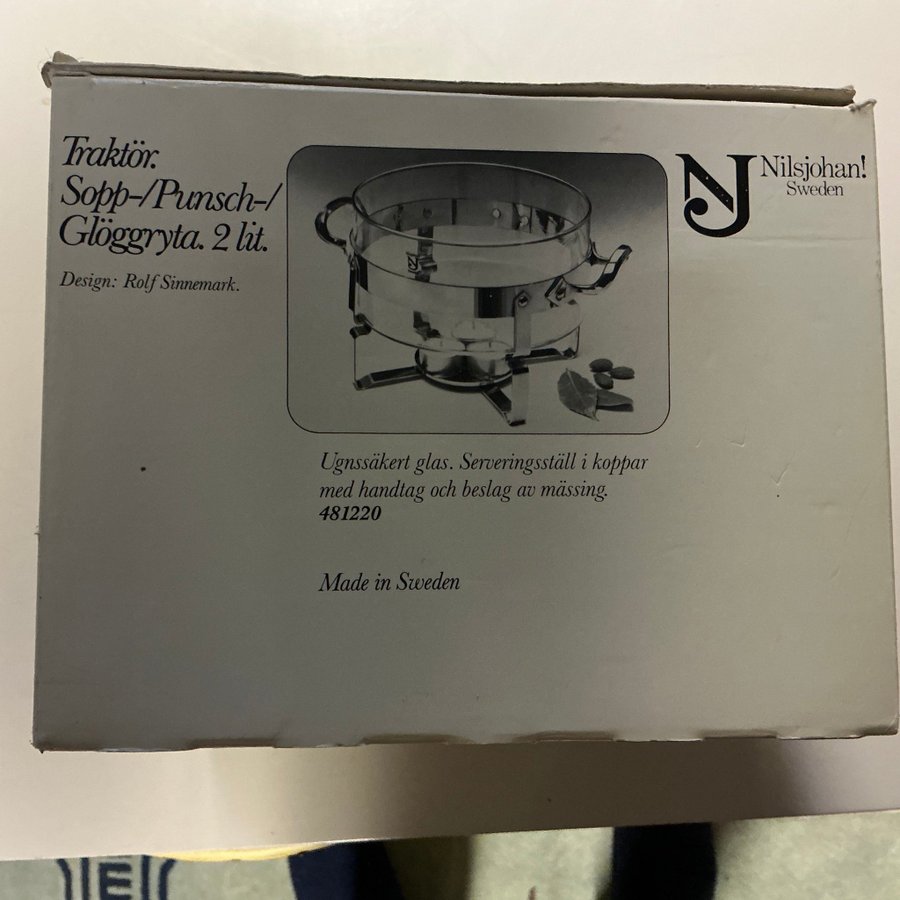 Traktör.
Sopp-/Punsch-/
Glöggryta. 2 lit.
Design: Rolf Sinnemark.
NJ
Nilsjohan!
Sweden
Ugnssäkert glas. Serveringsställ i koppar
med handtag och beslag av mässing.
481220
Made in Sweden
E